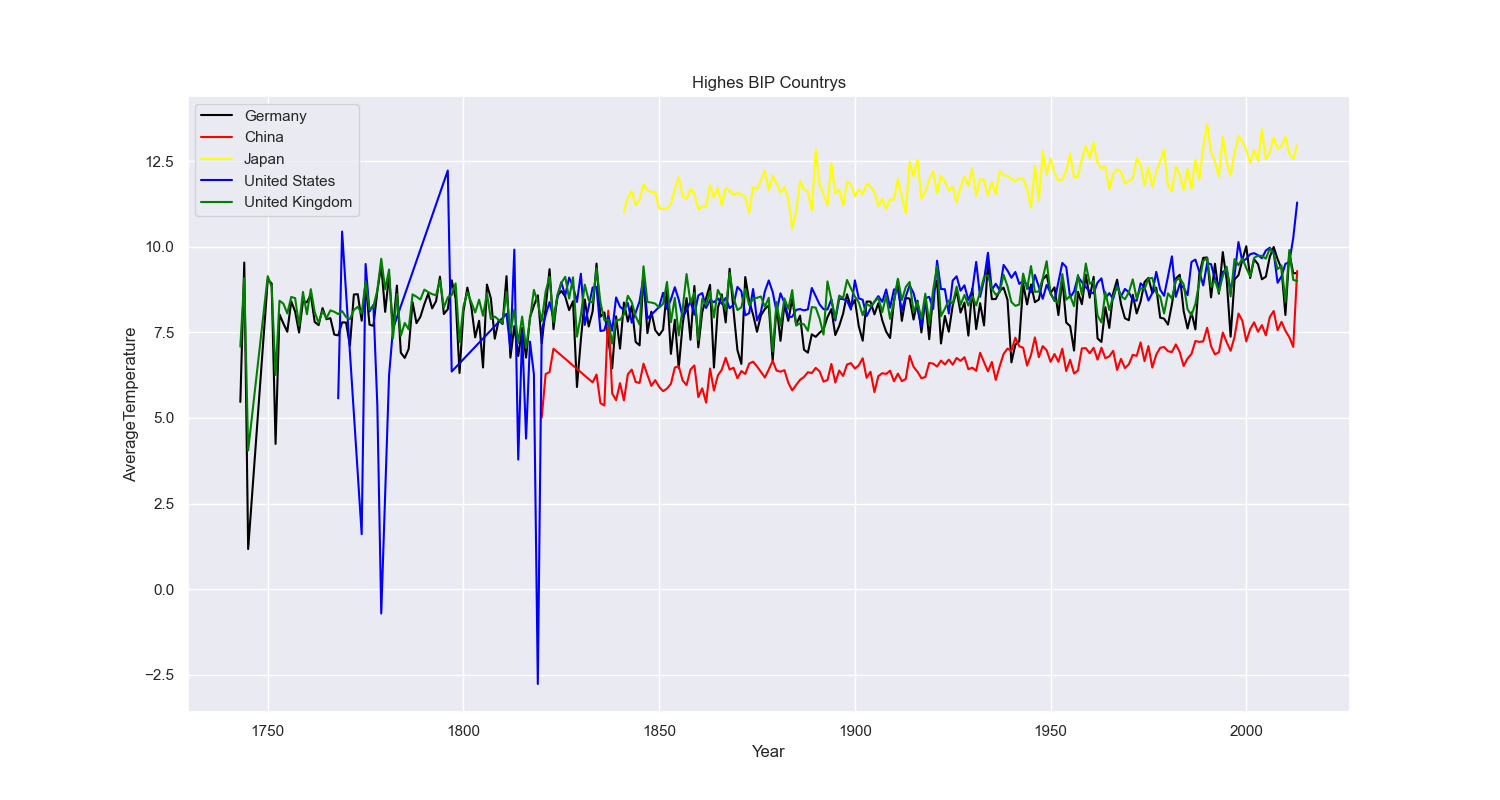 Highes BIP Countrys
Germany
China
Japan
United States
United Kingdom
12.5
10.0
7.5
5.0
2.5
0.0
−2.5
AverageTemperature
1750 1800 1850 1900 1950 2000
Year